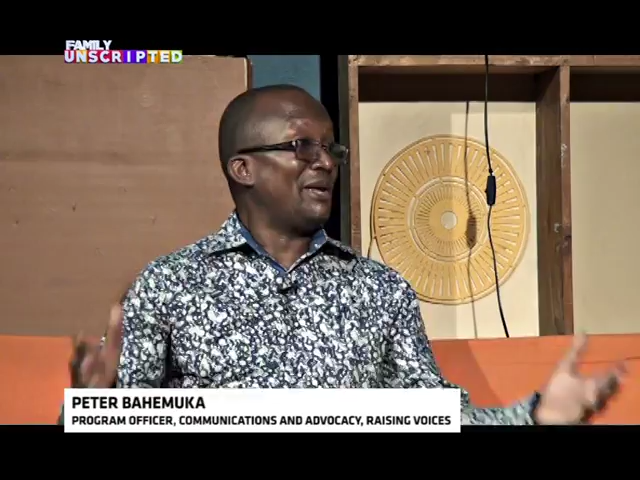 FAMILY
UNSCRIPTED
PETER BAHEMUKA
PROGRAM OFFICER, COMMUNICATIONS AND ADVOCACY, RAISING VOICES